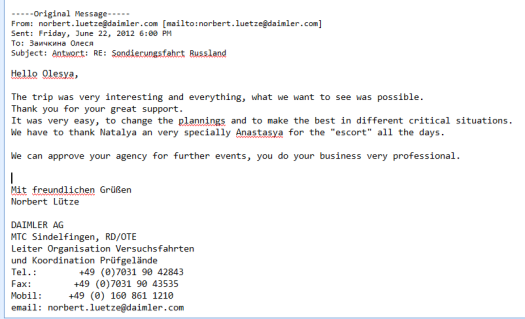 -----Original Message-----
From: norbert.luetze@daimler.com [mailto:norbert.luetze@daimler.com]
Sent: Friday, June 22, 2012 6:00 PM
To: Заичкина Олеся
Subject: Antwort: RE: Sondierungsfahrt Russland
Hello Olesya,
The trip was very interesting and everything, what we want to see was possible.
Thank you for your great support.
It was very easy, to change the plannings and to make the best in different critical situations.
We have to thank Natalya an very specially Anastasya for the "escort" all the days.
We can approve your agency for further events, you do your business very professional.
Mit freundlichen Grüßen
Norbert Lütze
DAIMLER AG
MTC Sindelfingen, RD/OTE
Leiter Organisation Versuchsfahrten
und Koordination Prüfgelände
Tel.: +49 (0)7031 90 42843
Fax: +49 (0)7031 90 43535
Mobil: +49 (0) 160 861 1210
email: norbert.luetze@daimler.com